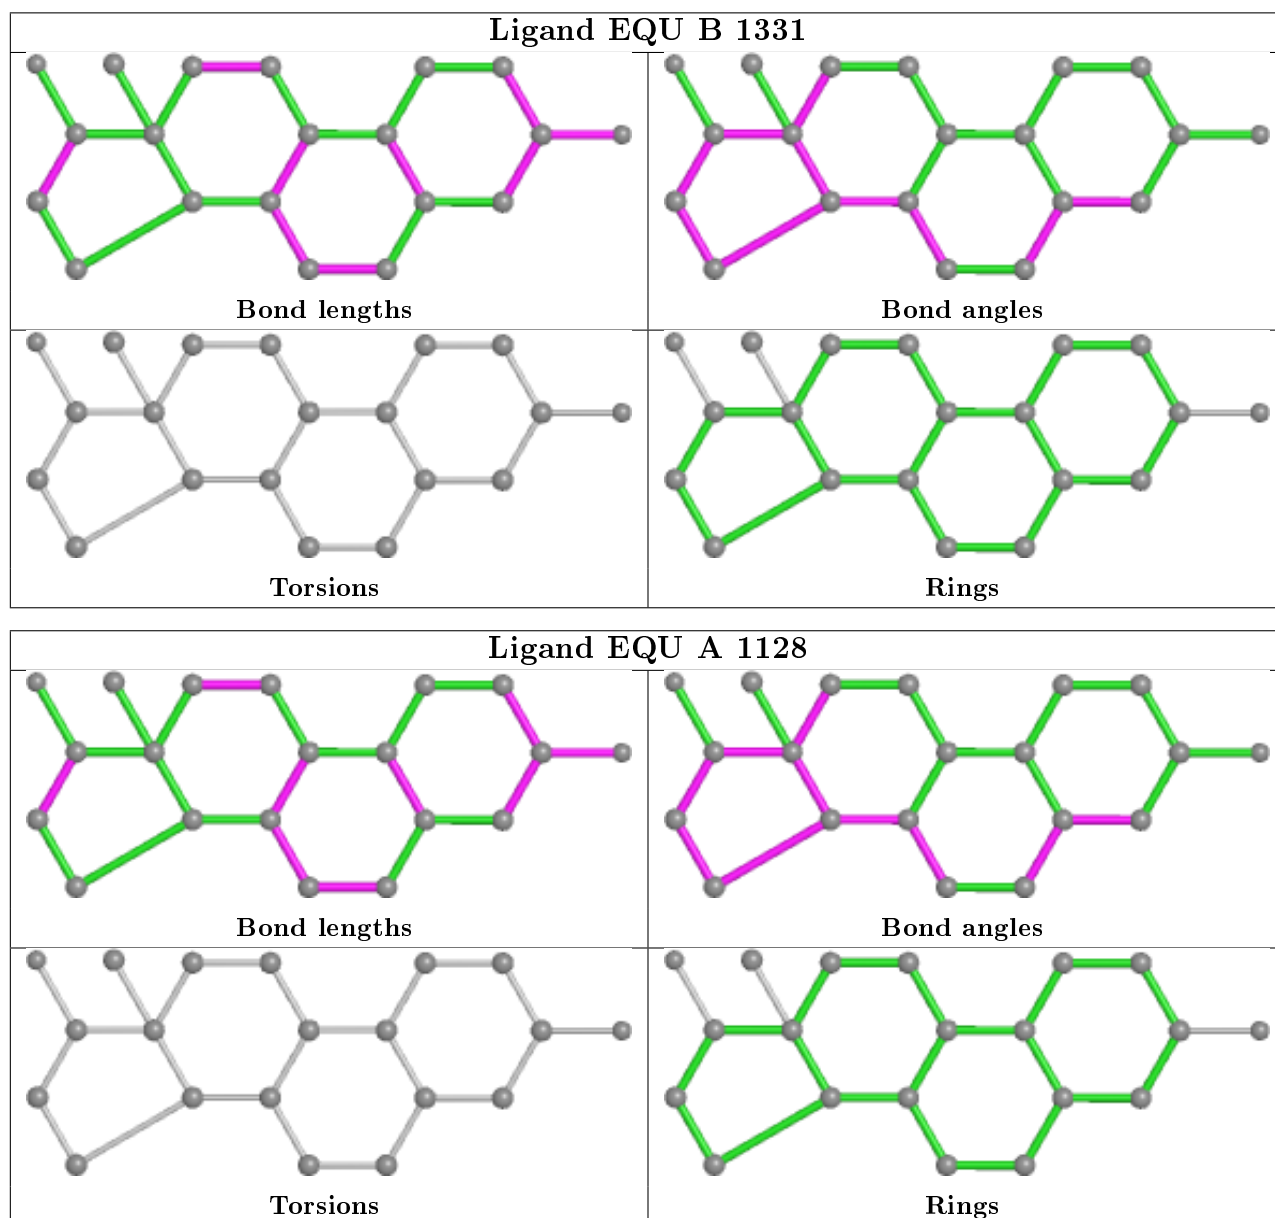 Ligand EQU B 1331
Bond lengths
Bond angles
Torsions
Rings
Ligand EQU A 1128
Bond lengths
Bond angles
Torsions
Rings